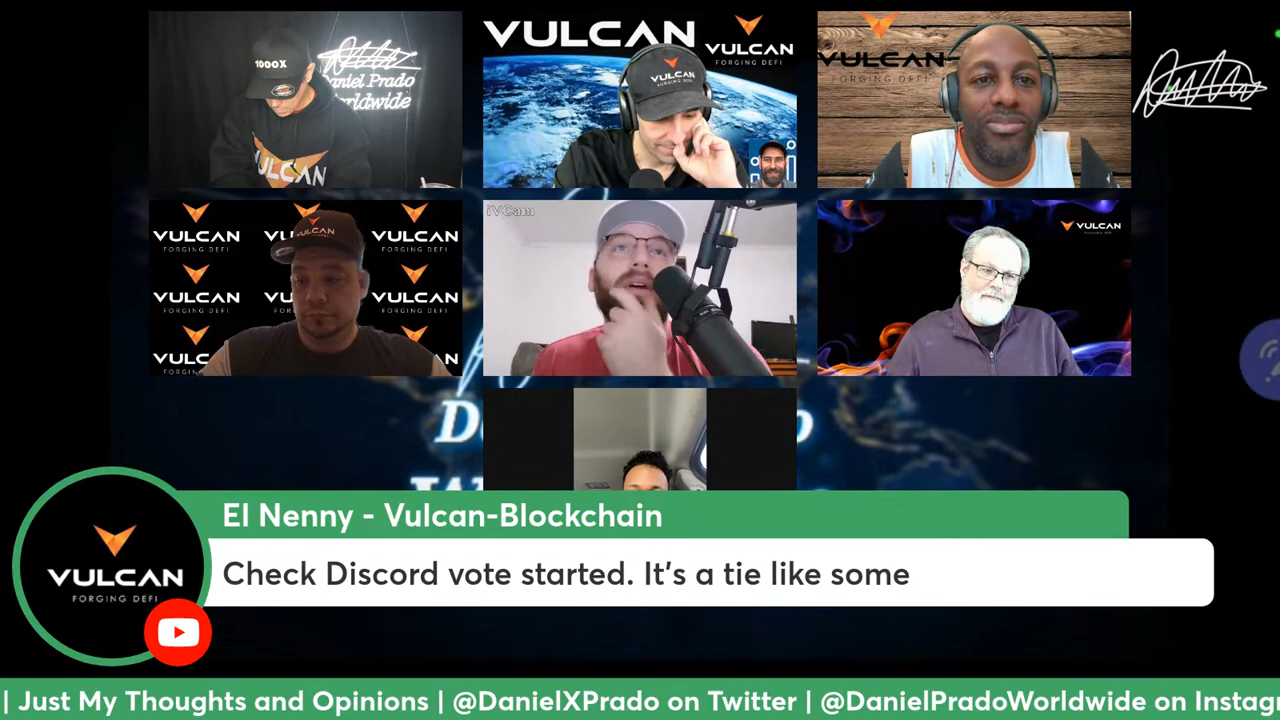 1000X
Daniel Prado
Worldwide
VULCAN
VULCAN
VULCAN
FORGING DEFI
VULCAN
FORGING DEFI
VULCAN
FORGING DEFI
VULCAN
FORGING DEFI
VULCAN
FORGING DEFI
VULCAN
VULCAN
FORGING DEFI
VULCAN
VULCAN
FORGING DEFI
iVCam
VULCAN
El Nenny - Vulcan-Blockchain
Check Discord vote started. It's a tie like some
VULCAN
FORGING DEFI
| Just My Thoughts and Opinions | @DanielXPrado on Twitter | @DanielPradoWorldwide on Instag